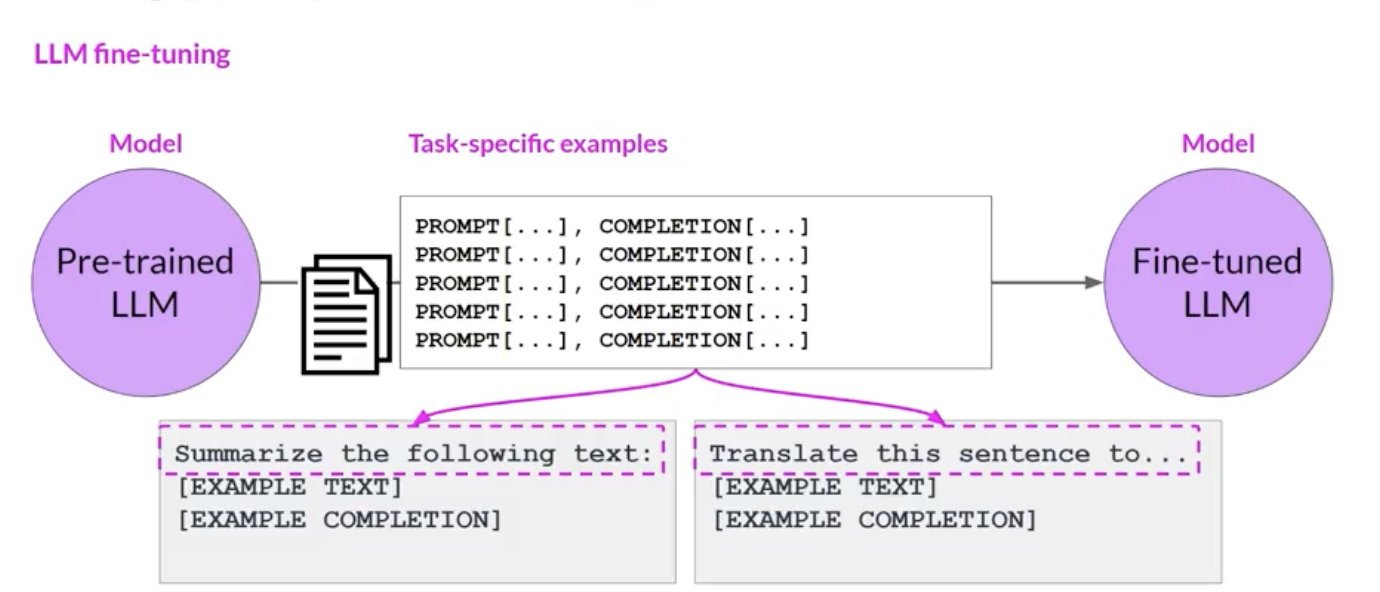 LLM fine-tuning
Model
Task-specific examples
Model
Pre-trained
LLM
PROMPT[...], COMPLETION[...]
PROMPT[...], COMPLETION[...]
PROMPT[...], COMPLETION[...]
PROMPT[...], COMPLETION[...]
PROMPT[...], COMPLETION[...]
Fine-tuned
LLM
Summarize the following text:
[EXAMPLE TEXT]
[EXAMPLE COMPLETION]
Translate this sentence to...
[EXAMPLE TEXT]
[EXAMPLE COMPLETION]